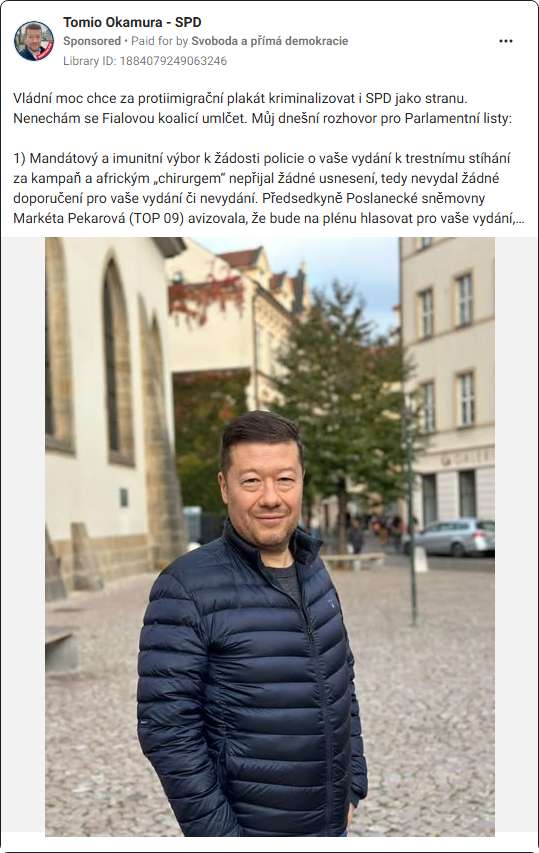 Tomio Okamura - SPD
Sponsored • Paid for by Svoboda a přímá demokracie
Library ID: 1884079249063246
Vládní moc chce za protiimigrační plakát kriminalizovat i SPD jako stranu.
Nenechám se Fialovou koalicí umlčet. Můj dnešní rozhovor pro Parlamentní listy:
1) Mandátový a imunitní výbor k žádosti policie o vaše vydání k trestnímu stíhání
za kampaň a africkým „chirurgem“ nepřijal žádné usnesení, tedy nevydal žádné
doporučení pro vaše vydání či nevydání. Předsedkyně Poslanecké sněmovny
Markéta Pekarová (TOP 09) avizovala, že bude na plénu hlasovat pro vaše vydání,...